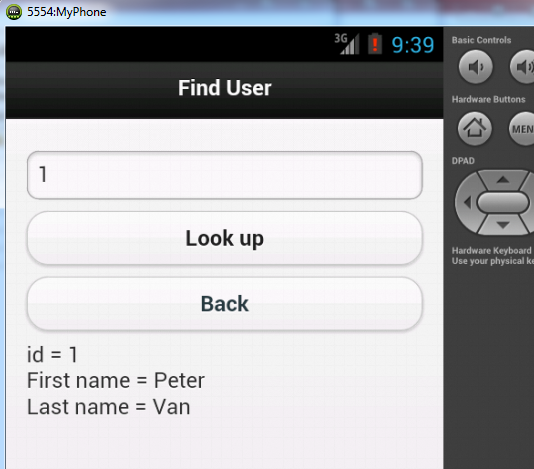 5554:MyPhone
3G
9:39
Basic Controls
Find User
Hardware Buttons
MEN
1
DPAD
Look up
Hardware Keyboard
Use your physical ke
Back
id = 1
First name = Peter
Last name = Van